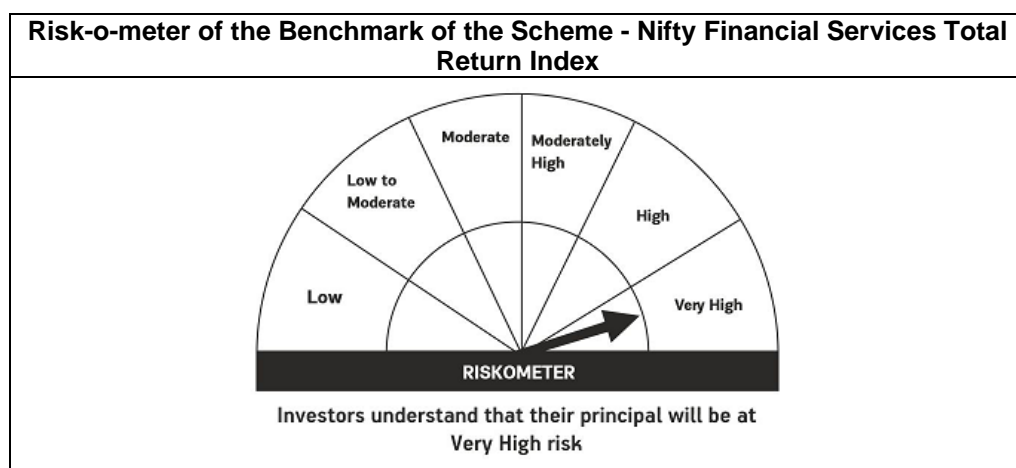 Risk-o-meter of the Benchmark of the Scheme - Nifty Financial Services Total
Return Index
Moderate
Moderately
High
Low to
Moderate
High
Low
Very High
RISKOMETER
Investors understand that their principal will be at
Very High risk